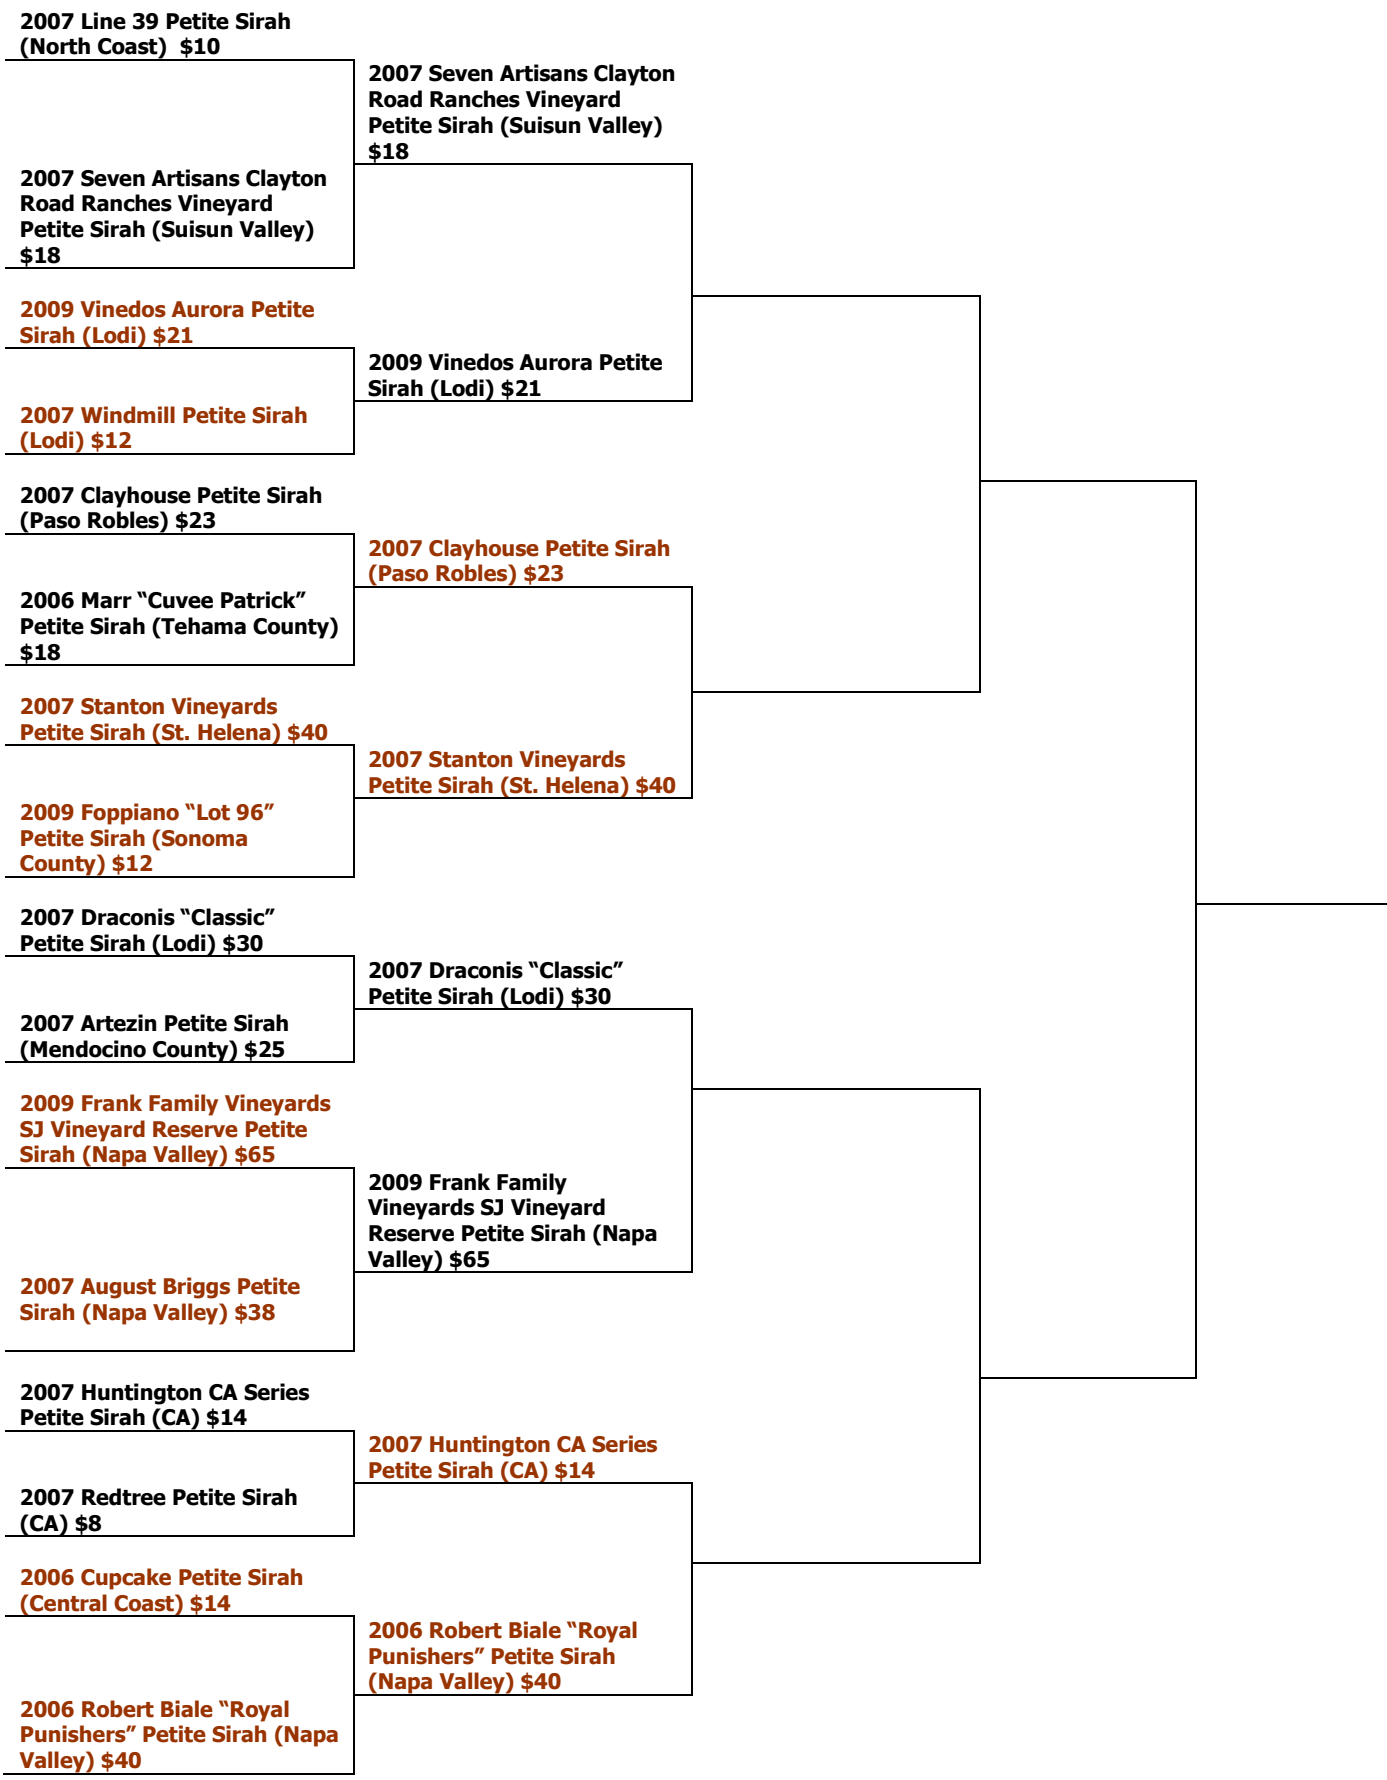 2007 Line 39 Petite Sirah
(North Coast)  $10
2007 Seven Artisans Clayton
Road Ranches Vineyard
Petite Sirah (Suisun Valley)
$18
2009 Vinedos Aurora Petite
Sirah (Lodi) $21
2007 Windmill Petite Sirah
(Lodi) $12
2007 Clayhouse Petite Sirah
(Paso Robles) $23
2006 Marr “Cuvee Patrick”
Petite Sirah (Tehama County)
$18
2007 Stanton Vineyards
Petite Sirah (St. Helena) $40
2009 Foppiano “Lot 96”
Petite Sirah (Sonoma
County) $12
2007 Draconis “Classic”
Petite Sirah (Lodi) $30
2007 Artezin Petite Sirah
(Mendocino County) $25
2009 Frank Family Vineyards
SJ Vineyard Reserve Petite
Sirah (Napa Valley) $65
2007 August Briggs Petite
Sirah (Napa Valley) $38
2007 Huntington CA Series
Petite Sirah (CA) $14
2007 Redtree Petite Sirah
(CA) $8
2006 Cupcake Petite Sirah
(Central Coast) $14
2006 Robert Biale “Royal
Punishers” Petite Sirah (Napa
Valley) $40
2007 Seven Artisans Clayton
Road Ranches Vineyard
Petite Sirah (Suisun Valley)
$18
2009 Vinedos Aurora Petite
Sirah (Lodi) $21
2007 Clayhouse Petite Sirah
(Paso Robles) $23
2007 Stanton Vineyards
Petite Sirah (St. Helena) $40
2007 Draconis “Classic”
Petite Sirah (Lodi) $30
2009 Frank Family
Vineyards SJ Vineyard
Reserve Petite Sirah (Napa
Valley) $65
2007 Huntington CA Series
Petite Sirah (CA) $14
2006 Robert Biale “Royal
Punishers” Petite Sirah
(Napa Valley) $40